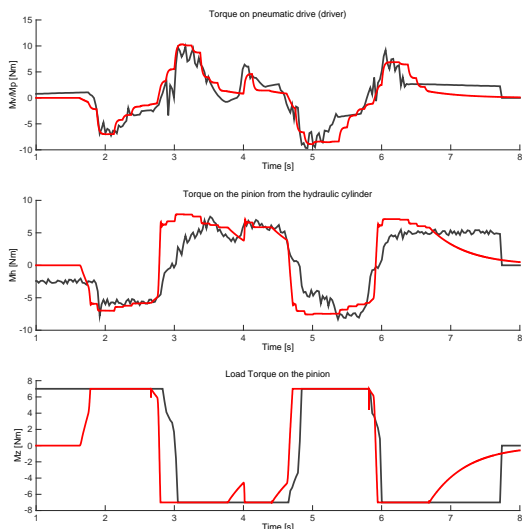 Torque on pneumatic drive (driver)
MvMp [Nm]
15
10
5
0
-5
-10
1 2 3 4 5 6 7 8
Time [s]
Torque on the pinion from the hydraulic cylinder
Mh [Nm]
10
5
0
-5
-10
1 2 3 4 5 6 7 8
Time [s]
Load Torque on the pinion
Mz [Nm]
8
6
4
2
0
-2
-4
-6
-8
1 2 3 4 5 6 7 8
Time [s]